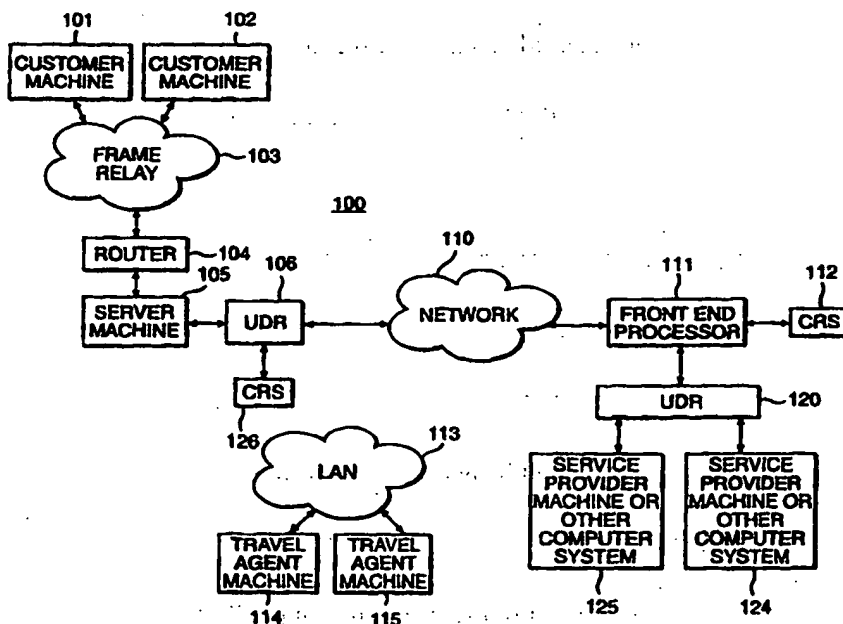 101
102
CUSTOMER
MACHINE
CUSTOMER
MACHINE
FRAME
RELAY
103
100
ROUTER
104
105
SERVER
MACHINE
106
UDR
CRS
126
110
NETWORK
111
FRONT END
PROCESSOR
112
CRS
UDR
120
113
LAN
TRAVEL
AGENT
MACHINE
TRAVEL
AGENT
MACHINE
114
115
SERVICE
PROVIDER
MACHINE OR
OTHER
COMPUTER
SYSTEM
SERVICE
PROVIDER
MACHINE OR
OTHER
COMPUTER
SYSTEM
125
124